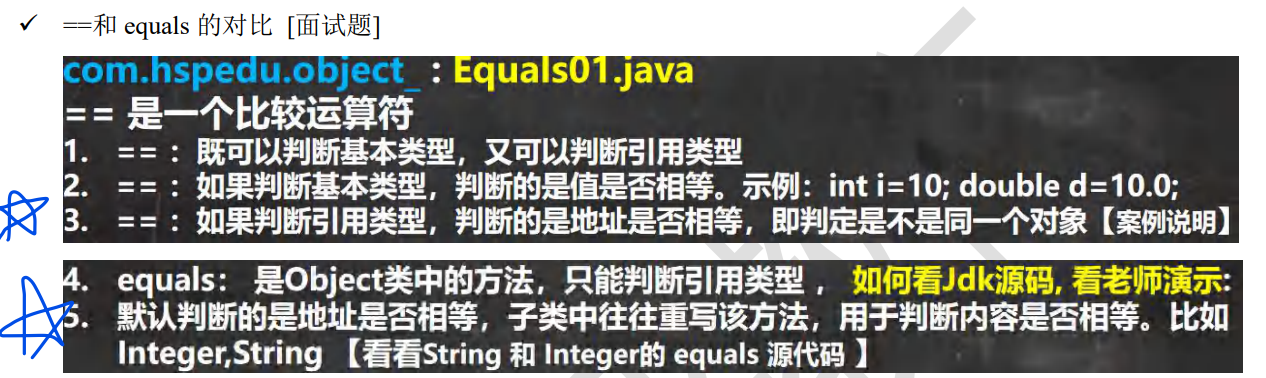 ✓ ==和 equals 的对比 [面试题]
com.hspedu.object_ : Equals01.java
== 是一个比较运算符
1. == ：既可以判断基本类型，又可以判断引用类型
2. == ：如果判断基本类型，判断的是值是否相等。示例：int i=10; double d=10.0;
3. == ：如果判断引用类型，判断的是地址是否相等，即判定是不是同一个对象【案例说明】
4. equals： 是Object类中的方法，只能判断引用类型 ， 如何看Jdk源码, 看老师演示:
5. 默认判断的是地址是否相等，子类中往往重写该方法，用于判断内容是否相等。比如
Integer,String 【看看String 和 Integer的 equals 源代码 】